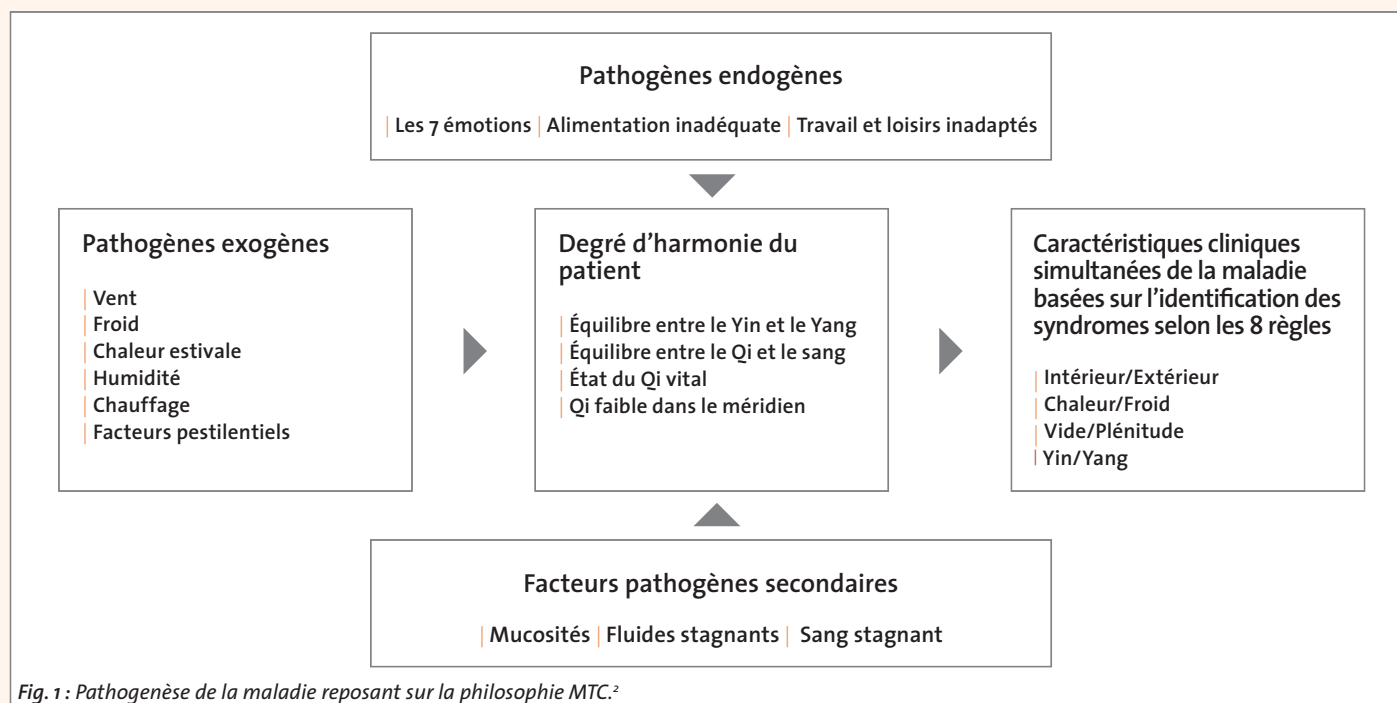 Pathogènes endogènes
| Les 7 émotions | Alimentation inadéquate | Travail et loisirs inadaptés
Pathogènes exogènes
| Vent
| Froid
| Chaleur estivale
| Humidité
| Chauffage
| Facteurs pestilentiels
Degré d’harmonie du
patient
| Équilibre entre le Yin et le Yang
| Équilibre entre le Qi et le sang
| État du Qi vital
| Qi faible dans le méridien
Caractéristiques cliniques
simultanées de la maladie
basées sur l’identification des
syndromes selon les 8 règles
| Intérieur/Extérieur
| Chaleur/Froid
| Vide/Plénitude
| Yin/Yang
Facteurs pathogènes secondaires
| Mucosités | Fluides stagnants | Sang stagnant
Fig. 1 : Pathogenèse de la maladie reposant sur la philosophie MTC.²